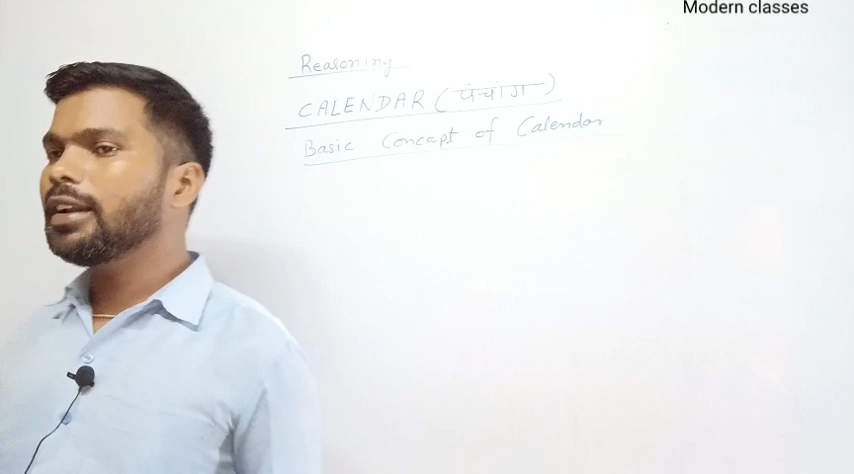 Modern classes
Reasoning
CALENDAR (पंचांग)
Basic Concept of Calendar